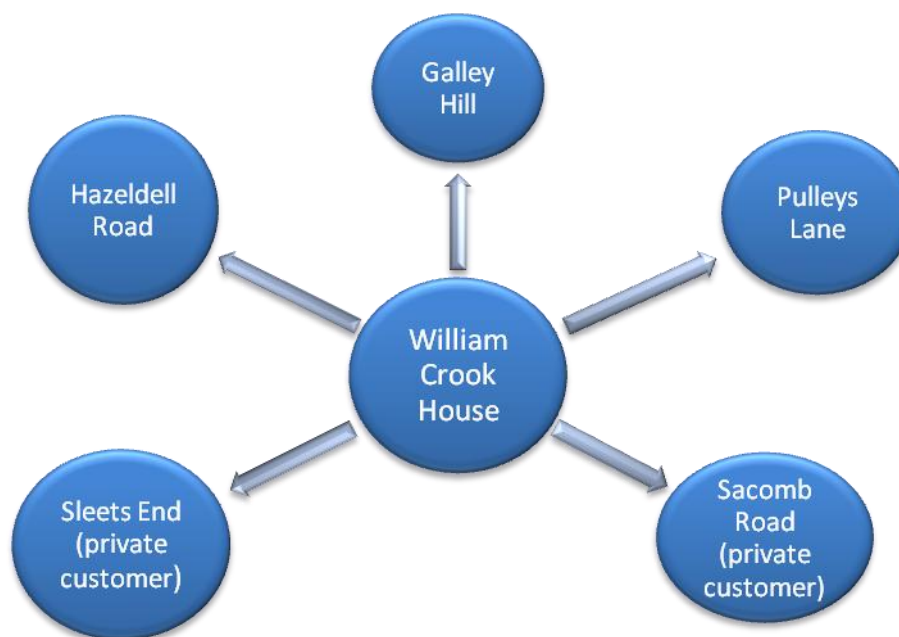 Galley
Hill
Hazeldell
Road
Pulleys
Lane
William
Crook
House
Sleets End
(private
customer)
Sacomb
Road
(private
customer)